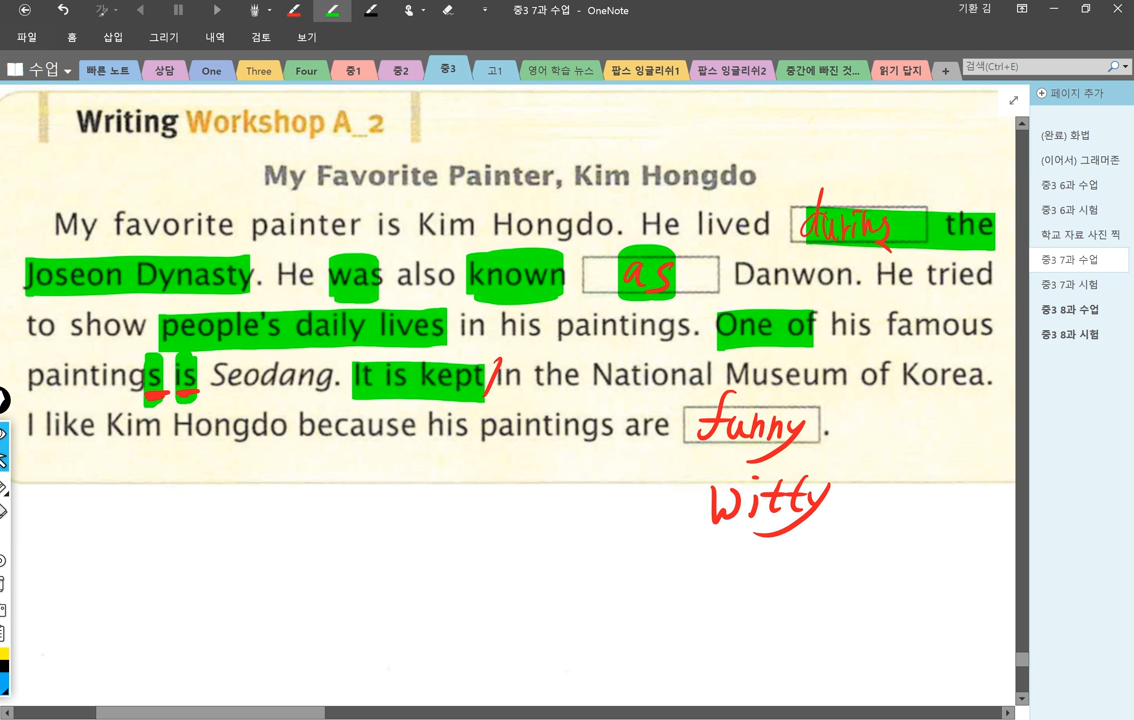 중3 7과 수업 - OneNote
기환 김
파일 홈 삽입 그리기 내역 검토 보기
수업 빠른 노트 상담 One Three Four 중1 중2 중3 고1 영어 학습 뉴스 팝스 잉글리쉬1 팝스 잉글리쉬2 중간에 빠진 것... 읽기 답지 + 검색(Ctrl+E)
페이지 추가
(완료) 화법
(이어서) 그래머존
중3 6과 수업
중3 6과 시험
학교 자료 사진 찍
중3 7과 수업
중3 7과 시험
중3 8과 수업
중3 8과 시험
Writing Workshop A_2
My Favorite Painter, Kim Hongdo
My favorite painter is Kim Hongdo. He lived during the
Joseon Dynasty. He was also known as Danwon. He tried
to show people's daily lives in his paintings. One of his famous
paintings is Seodang. It is kept in the National Museum of Korea.
I like Kim Hongdo because his paintings are funny.
witty